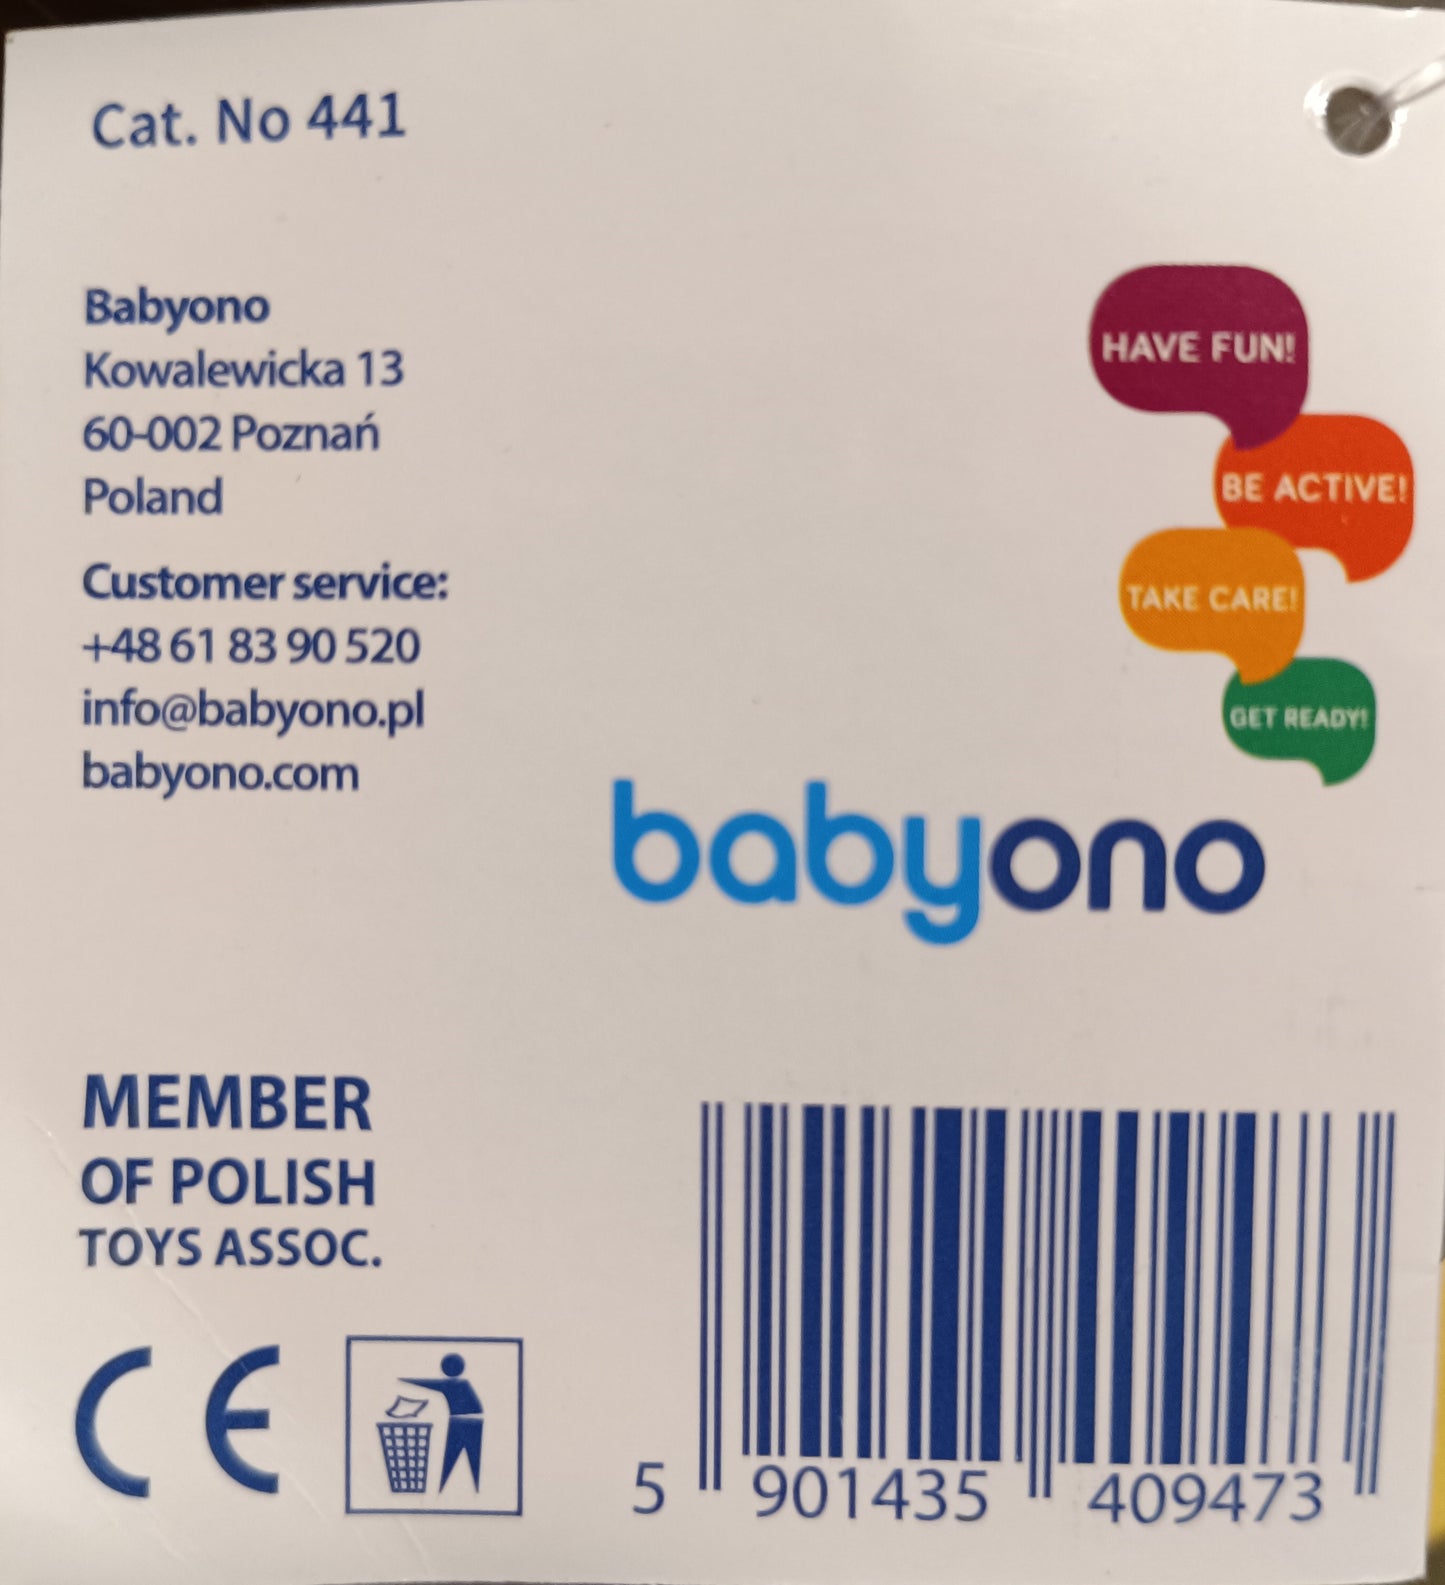 Cat. No 441
Babyono
Kowalewicka 13
60-002 Poznań
Poland
Customer service:
+48 61 83 90 520
info@babyono.pl
babyono.com
HAVE FUN!
BE ACTIVE!
TAKE CARE!
GET READY!
babyono
MEMBER
OF POLISH
TOYS ASSOC.
CE
5 901435 409473